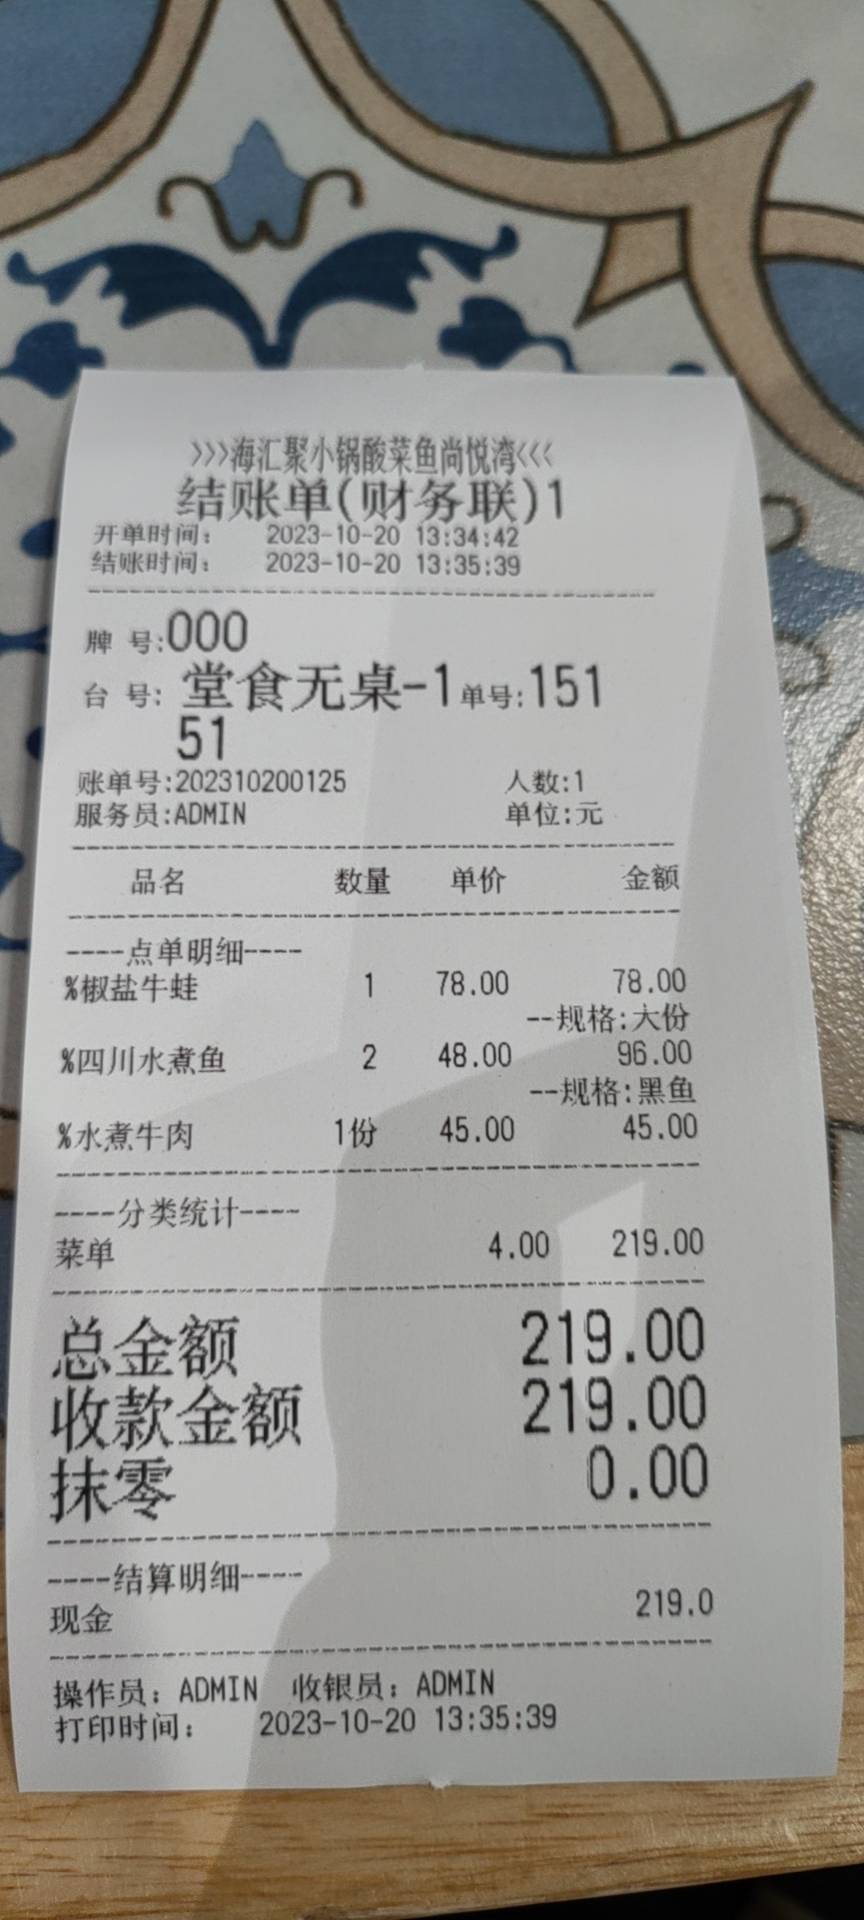 >>>海汇聚小锅酸菜鱼尚悦湾<<<
结账单(财务联)1
开单时间: 2023-10-20 13:34:42
结账时间: 2023-10-20 13:35:39
牌 号:000
台 号: 堂食无桌-1 单号:151
51
账单号:202310200125 人数:1
服务员:ADMIN 单位:元
品名 数量 单价 金额
----点单明细----
%椒盐牛蛙 1 78.00 78.00
--规格:大份
%四川水煮鱼 2 48.00 96.00
--规格:黑鱼
%水煮牛肉 1份 45.00 45.00
----分类统计----
菜单 4.00 219.00
总金额 219.00
收款金额 219.00
抹零 0.00
----结算明细----
现金 219.0
操作员: ADMIN 收银员: ADMIN
打印时间: 2023-10-20 13:35:39